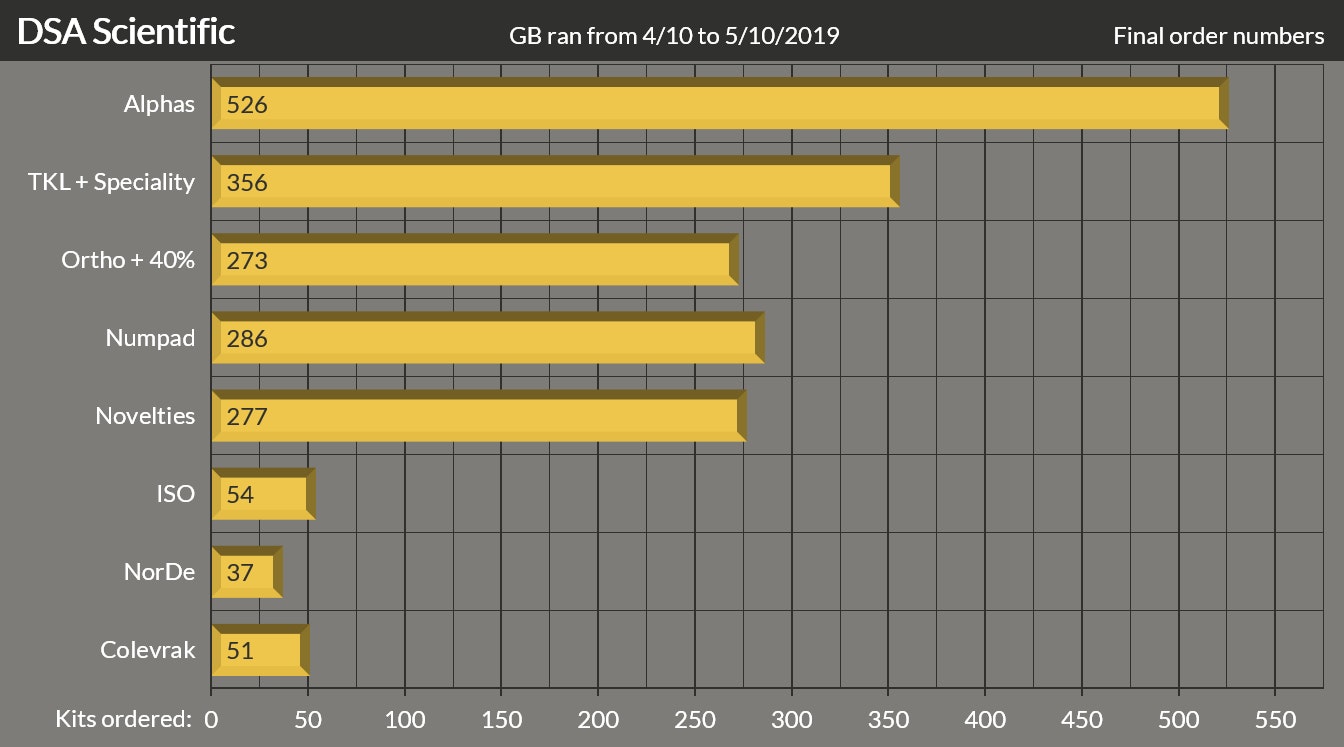 DSA Scientific GB ran from 4/10 to 5/10/2019 Final order numbers
Alphas 526
TKL + Speciality 356
Ortho + 40% 273
Numpad 286
Novelties 277
ISO 54
NorDe 37
Colevrak 51
Kits ordered: 0 50 100 150 200 250 300 350 400 450 500 550